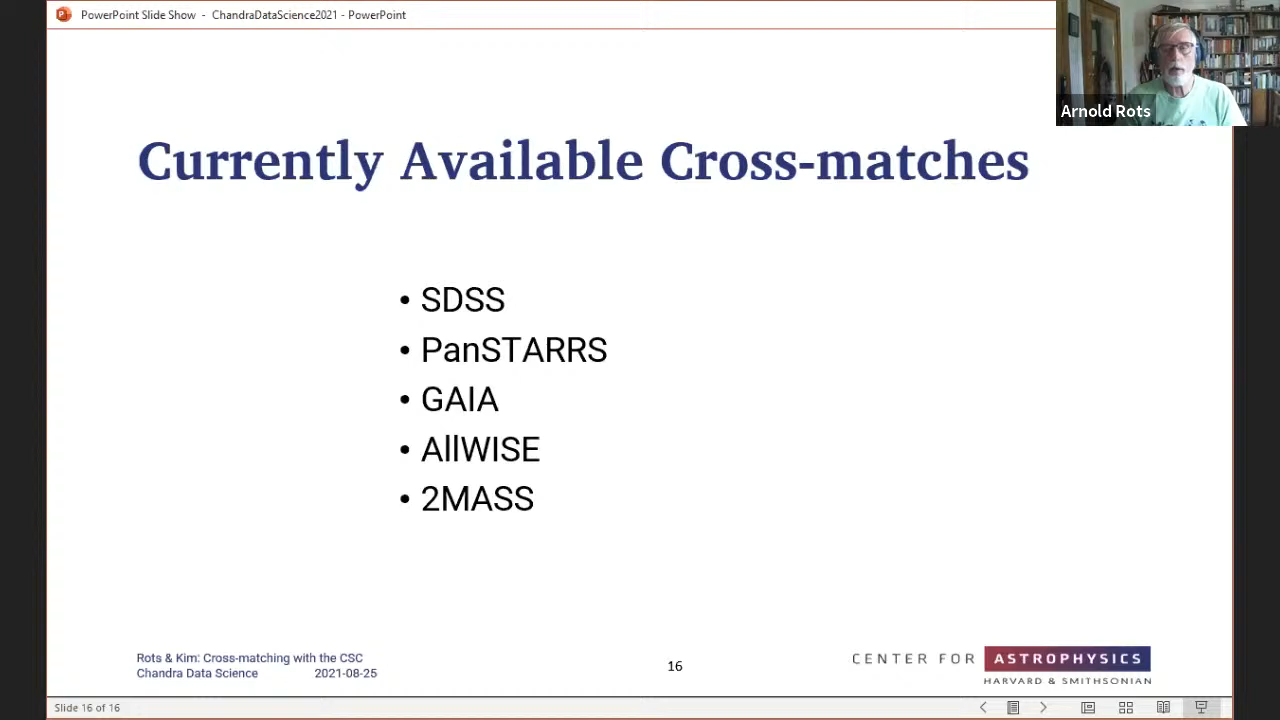 PowerPoint Slide Show - ChandraDataScience2021 - PowerPoint
Arnold Rots
Currently Available Cross-matches
• SDSS
• PanSTARRS
• GAIA
• AllWISE
• 2MASS
Rots & Kim: Cross-matching with the CSC
Chandra Data Science 2021-08-25
16
CENTER FOR ASTROPHYSICS
HARVARD & SMITHSONIAN
Slide 16 of 16